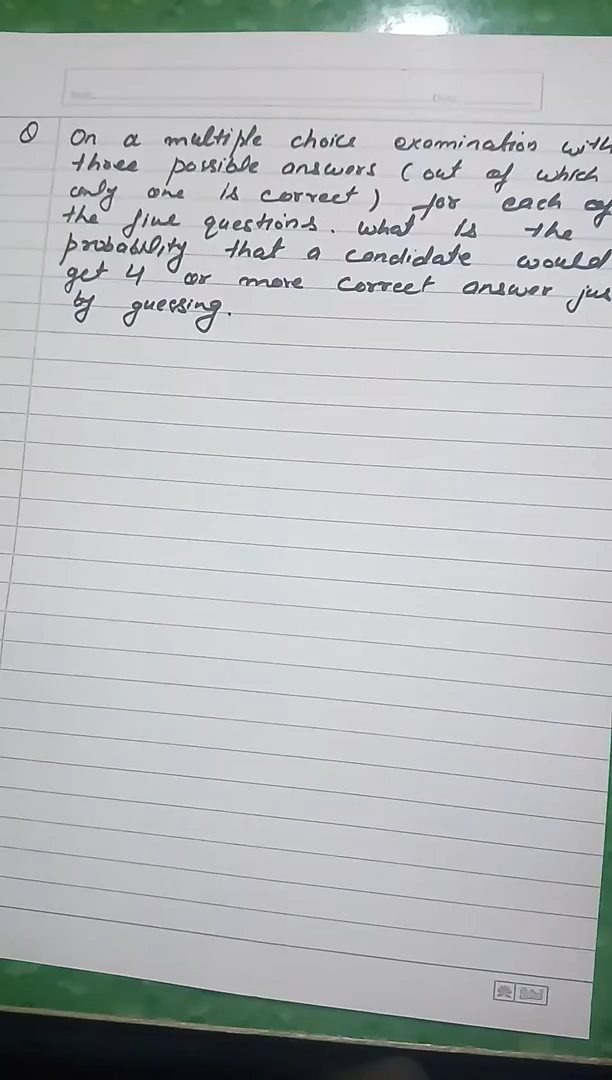 Q On a multiple choice examination with
three possible answers (out of which
only one is correct) for each of
the five questions. what is the
probability that a candidate would
get 4 or more correct answer jus
by guessing.